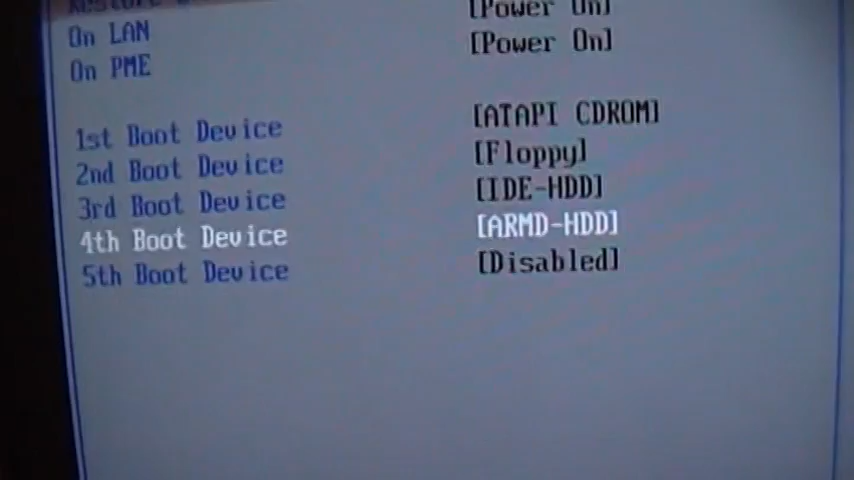 [Power On]
On LAN [Power On]
On PME
1st Boot Device [ATAPI CDROM]
2nd Boot Device [Floppy]
3rd Boot Device [IDE-HDD]
4th Boot Device [ARMD-HDD]
5th Boot Device [Disabled]